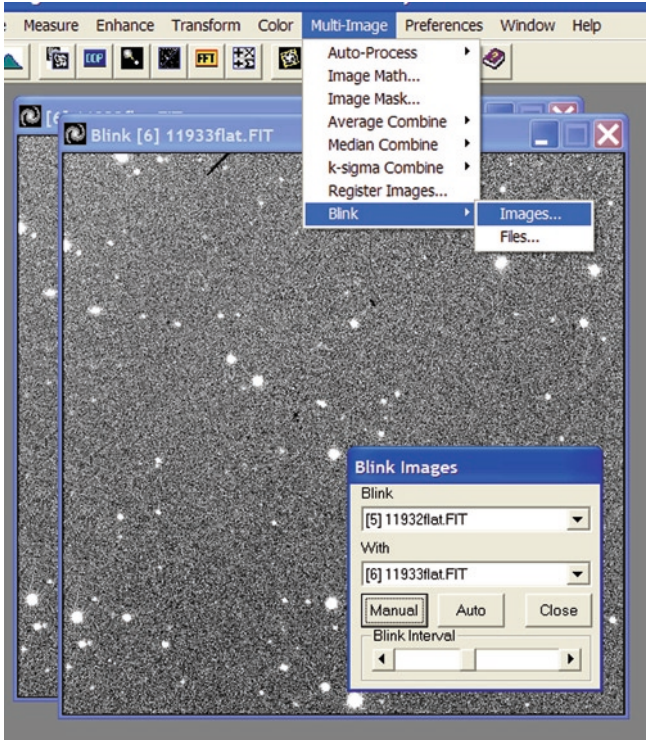 Measure Enhance Transform Color Multi-Image Preferences Window Help
FFT
Auto-Process
Image Math...
Image Mask...
Average Combine
Median Combine
k-sigma Combine
Register Images...
Blink
Images...
Files...
Blink [6] 11933flat.FIT
Blink Images
Blink
[5] 11932flat.FIT
With
[6] 11933flat.FIT
Manual Auto Close
Blink Interval